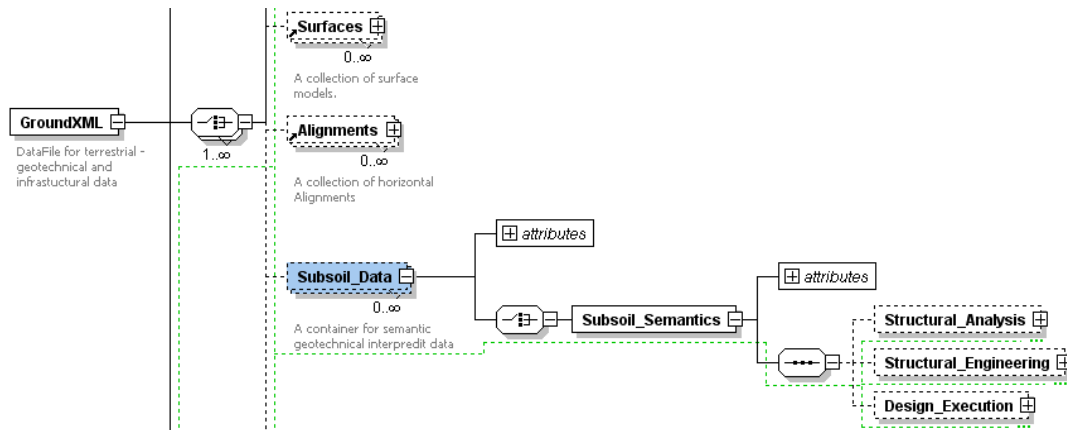 Surfaces
0..∞
A collection of surface
models.
GroundXML
DataFile for terrestrial -
geotechnical and
infrastuctural data
1..∞
Alignments
0..∞
A collection of horizontal
Alignments
attributes
Subsoil_Data
0..∞
A container for semantic
geotechnical interpredit data
Subsoil_Semantics
attributes
Structural_Analysis
Structural_Engineering
Design_Execution